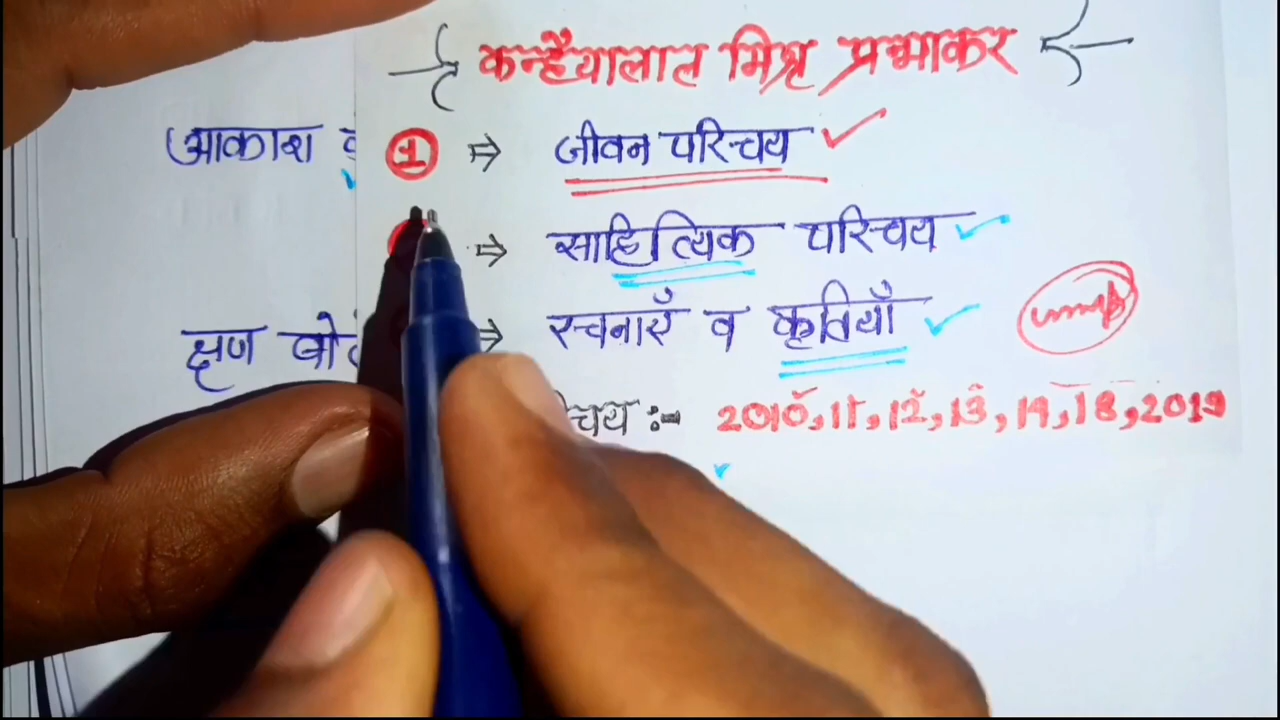 कन्हैयालाल मिश्र प्रभाकर
आकाश
1 ⇒ जीवन परिचय
⇒ साहित्यिक परिचय
क्षण बो
⇒ रचनाएँ व कृतियाँ
:- 2010, 11, 12, 13, 14, 18, 2019